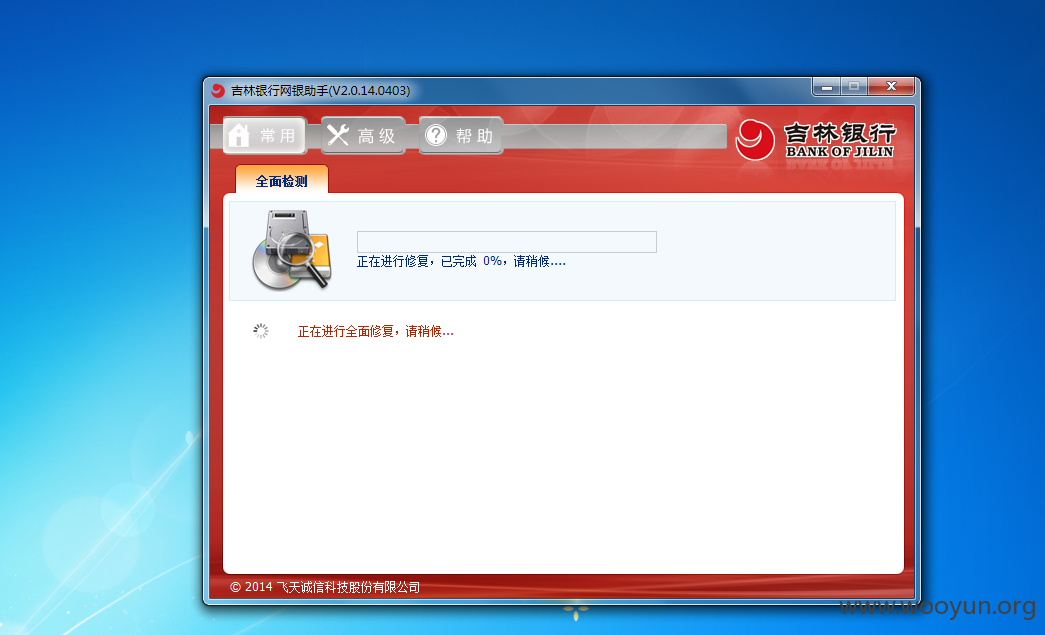 吉林银行网银助手(V2.0.14.0403)
常用
高级
帮助
吉林银行
BANK OF JILIN
全面检测
正在进行修复，已完成 0%，请稍候....
正在进行全面修复，请稍候...
© 2014 飞天诚信科技股份有限公司
www.wooyun.org